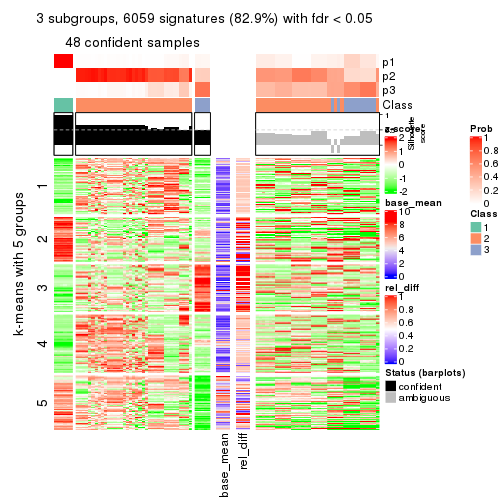 3 subgroups, 6059 signatures (82.9%) with fdr < 0.05
48 confident samples
p1
p2
p3
Class
1
Silhouette
score
k-means with 5 groups
1
2
3
4
5
base_mean
rel_diff
z-score
2
1
0
-1
-2
base_mean
10
8
6
4
2
0
rel_diff
1
0.8
0.6
0.4
0.2
0
Status (barplots)
confident
ambiguous
Prob
1
0.8
0.6
0.4
0.2
0
Class
1
2
3